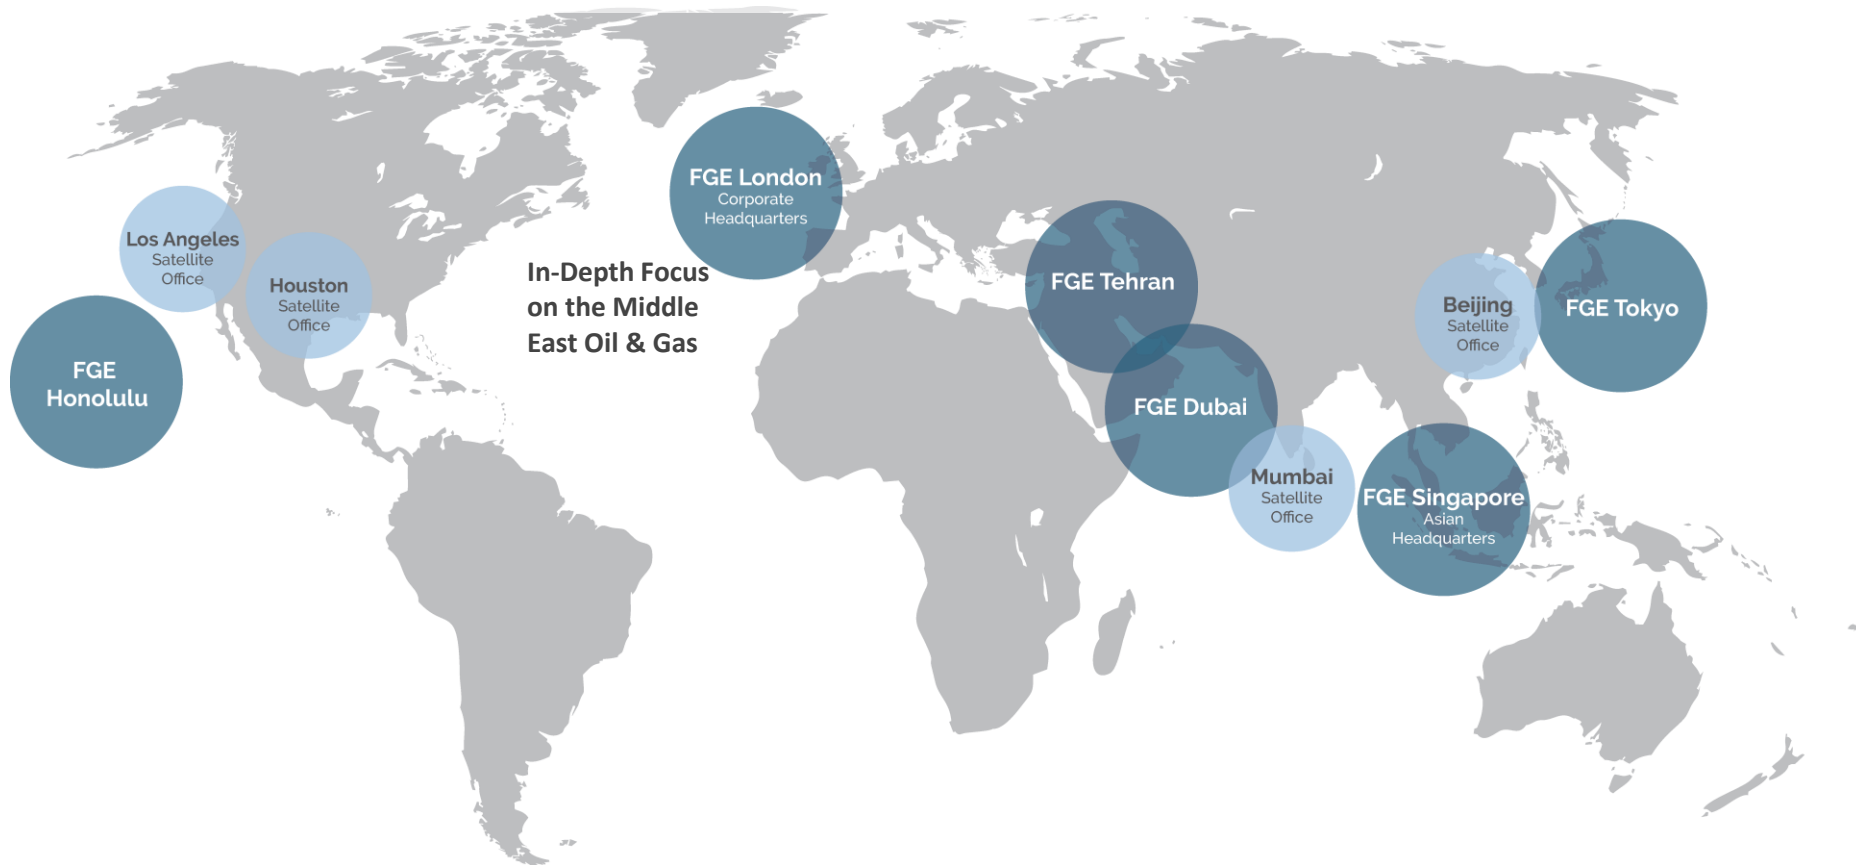 FGE London
Corporate
Headquarters
Los Angeles
Satellite
Office
Houston
Satellite
Office
FGE
Honolulu
In-Depth Focus
on the Middle
East Oil & Gas
FGE Tehran
FGE Dubai
Mumbai
Satellite
Office
Beijing
Satellite
Office
FGE Tokyo
FGE Singapore
Asian
Headquarters